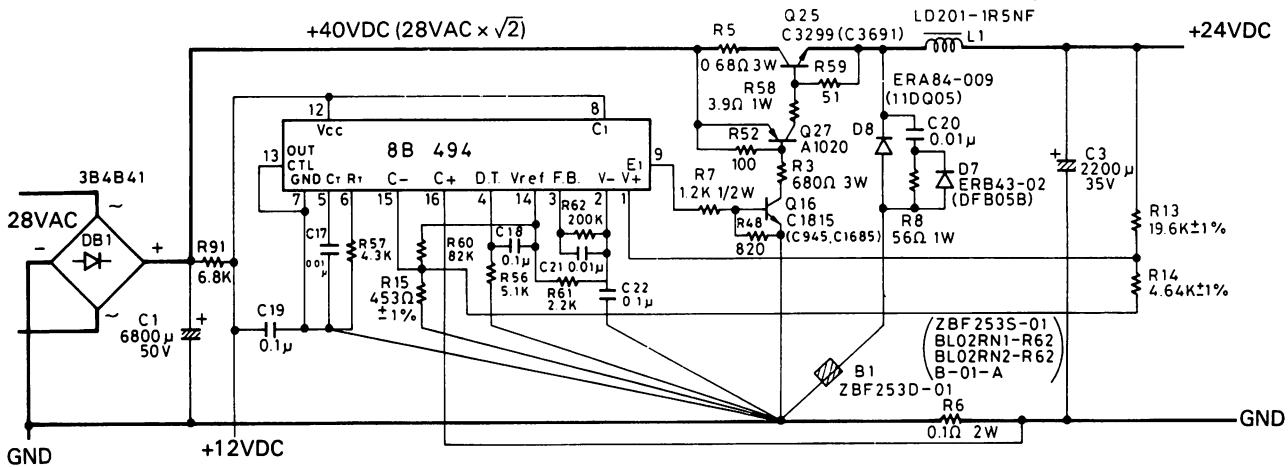 +40VDC (28VAC × √2)
Q25
C3299 (C3691)
LD201-1R5NF
L1
+24VDC
R5
0.68Ω 3W
R59
51
R58
3.9Ω 1W
ERA84-009
(11DQ05)
D8
C20
0.01μ
D7
ERB43-02
(DFB05B)
R8
56Ω 1W
C3
2200μ
35V
+
12
Vcc
8
C1
13
OUT
CTL
GND
8B 494
E1
9
CT
RT
C-
C+
D.T.
Vref
F.B.
V-
V+
7
5
6
15
16
4
14
3
2
1
R52
100
Q27
A1020
R3
680Ω 3W
R7
1.2K 1/2W
Q16
C1815
(C945,C1685)
R48
820
R13
19.6K±1%
R14
4.64K±1%
3B4B41
28VAC
~
DB1
-
+
~
R91
6.8K
C17
0.01μ
R57
4.3K
R60
82K
R15
453Ω
±1%
C18
0.1μ
R56
5.1K
R62
200K
C21
0.01μ
R61
2.2K
C22
0.1μ
C1
6800μ
50V
+
C19
0.1μ
B1
ZBF253D-01
(ZBF253S-01
BL02RN1-R62
BL02RN2-R62
B-01-A)
R6
0.1Ω 2W
GND
+12VDC
GND